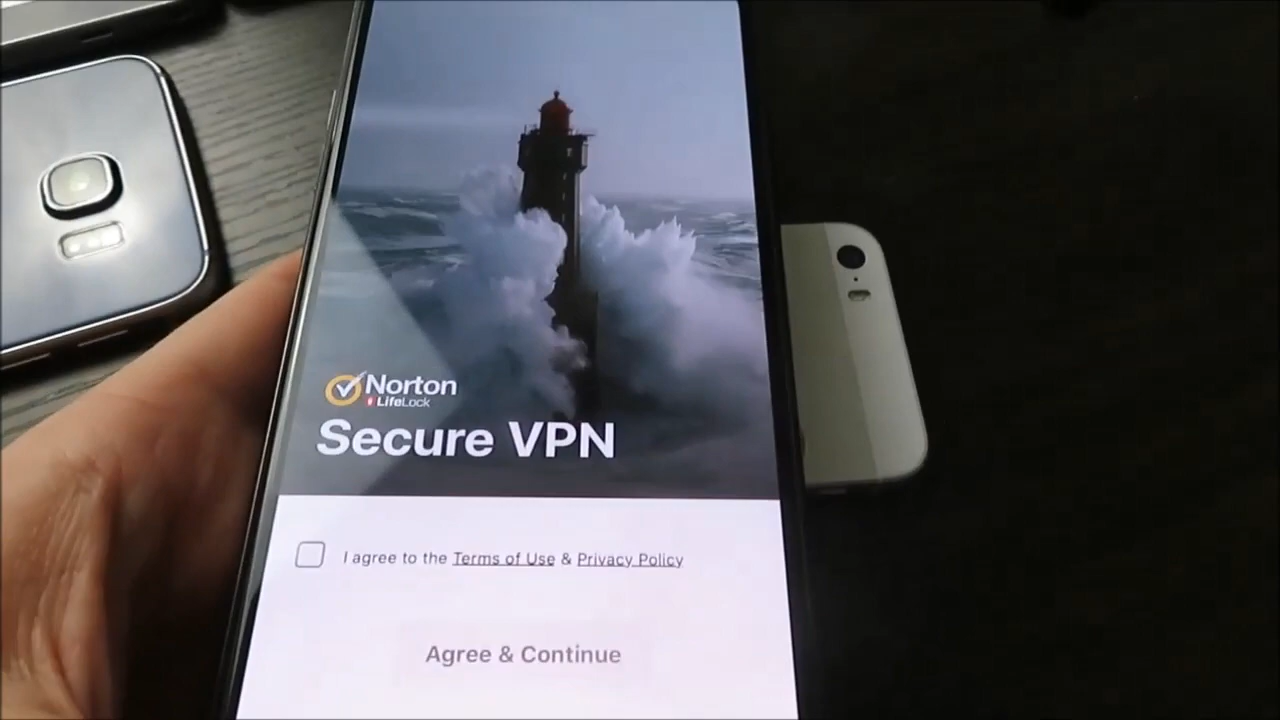 Norton
LifeLock
Secure VPN
I agree to the Terms of Use & Privacy Policy
Agree & Continue